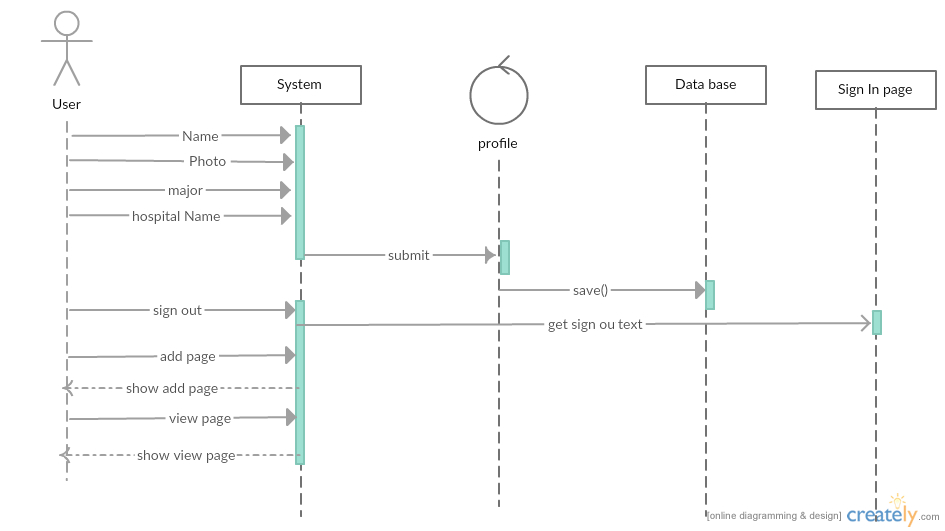 User
System
profile
Data base
Sign In page
Name
Photo
major
hospital Name
submit
save()
sign out
get sign ou text
add page
show add page
view page
show view page
[online diagramming & design] creately.com